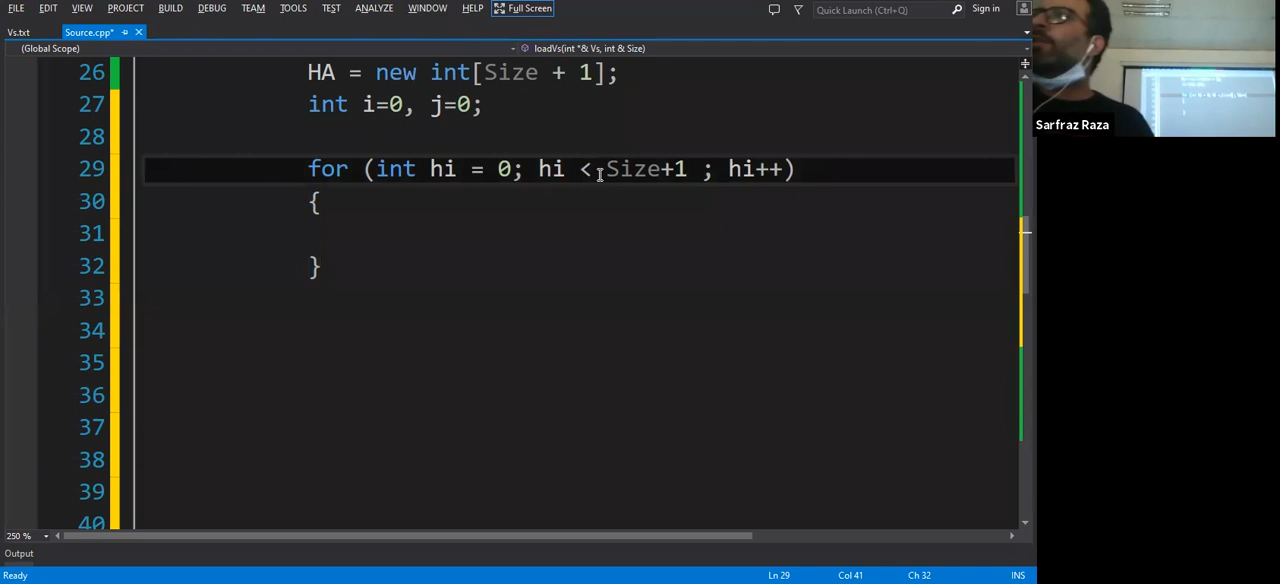 FILE EDIT VIEW PROJECT BUILD DEBUG TEAM TOOLS TEST ANALYZE WINDOW HELP Full Screen Quick Launch (Ctrl+Q) Sign in
Vs.txt Source.cpp*
(Global Scope) loadVs(int *& Vs, int & Size)
26 HA = new int[Size + 1];
27 int i=0, j=0;
28
29 for (int hi = 0; hi < Size+1 ; hi++)
30 {
31
32 }
33
34
35
36
37
38
39
40
250 %
Output
Ready Ln 29 Col 41 Ch 32 INS
Sarfraz Raza